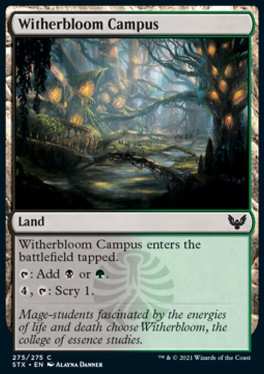 Witherbloom Campus
Land
Witherbloom Campus enters the
battlefield tapped.
: Add or .
4, : Scry 1.
Mage-students fascinated by the energies
of life and death choose Witherbloom, the
college of essence studies.
275/275 C
STX • EN ALAYNA DANNER
™ & © 2021 Wizards of the Coast